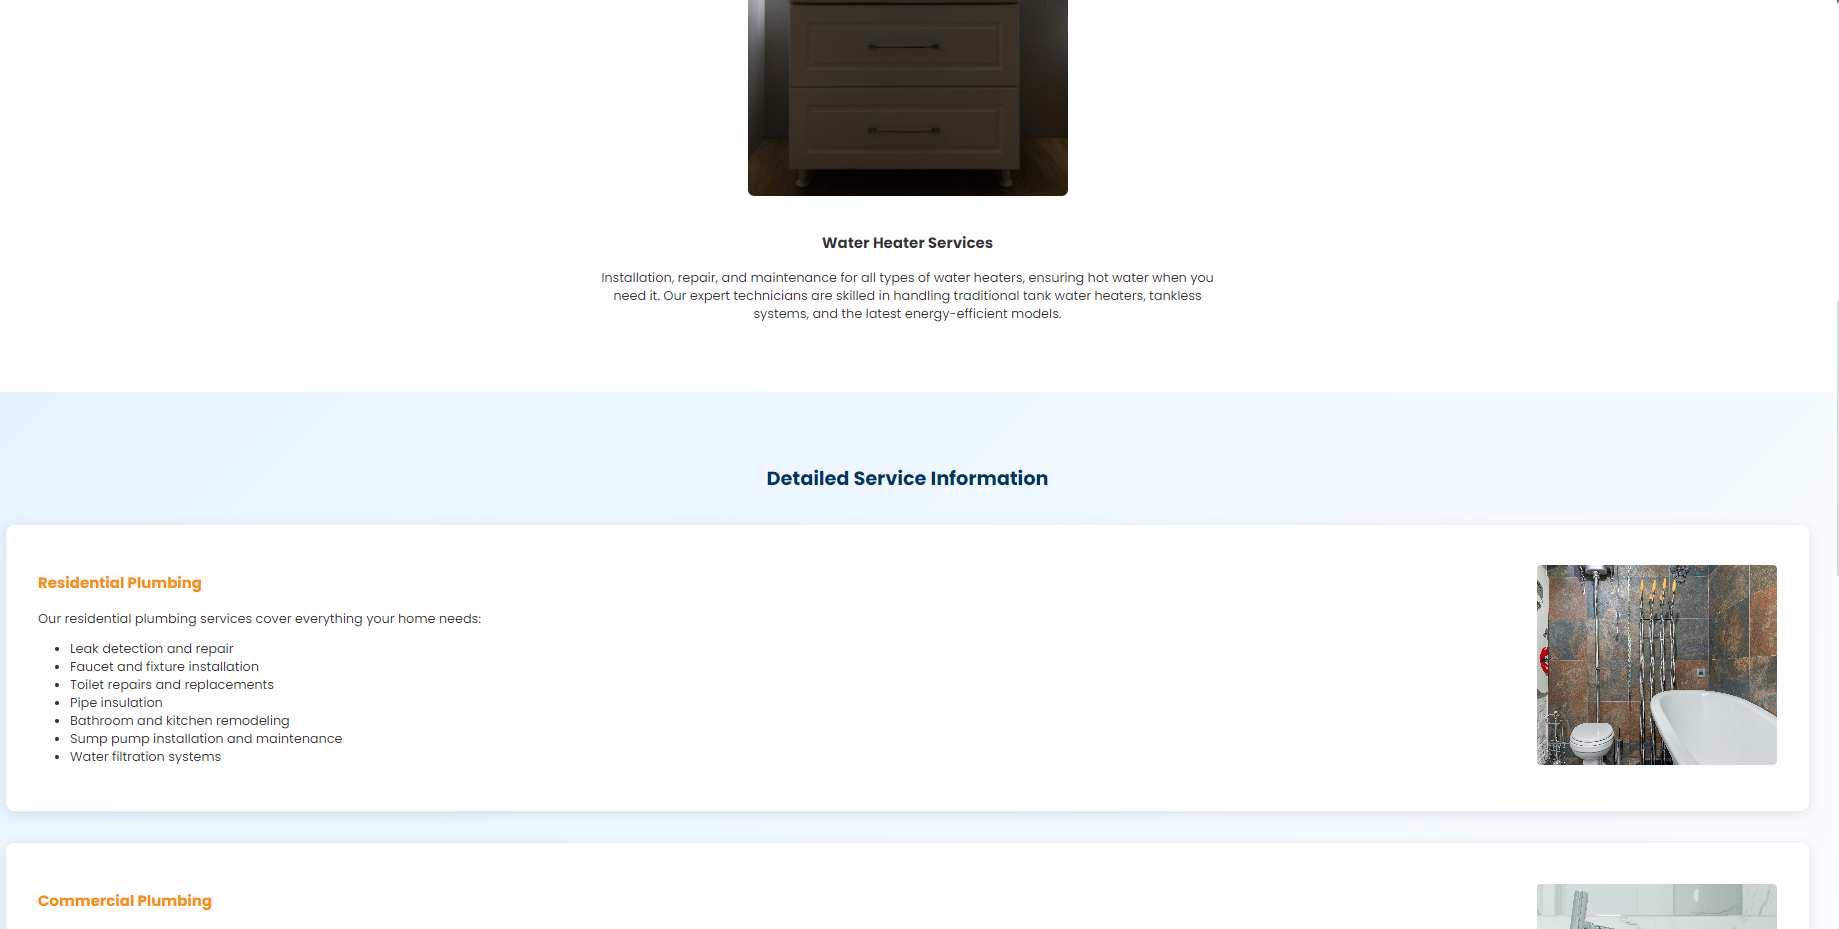 Water Heater Services
Installation, repair, and maintenance for all types of water heaters, ensuring hot water when you
need it. Our expert technicians are skilled in handling traditional tank water heaters, tankless
systems, and the latest energy-efficient models.
Detailed Service Information
Residential Plumbing
Our residential plumbing services cover everything your home needs:
• Leak detection and repair
• Faucet and fixture installation
• Toilet repairs and replacements
• Pipe insulation
• Bathroom and kitchen remodeling
• Sump pump installation and maintenance
• Water filtration systems
Commercial Plumbing